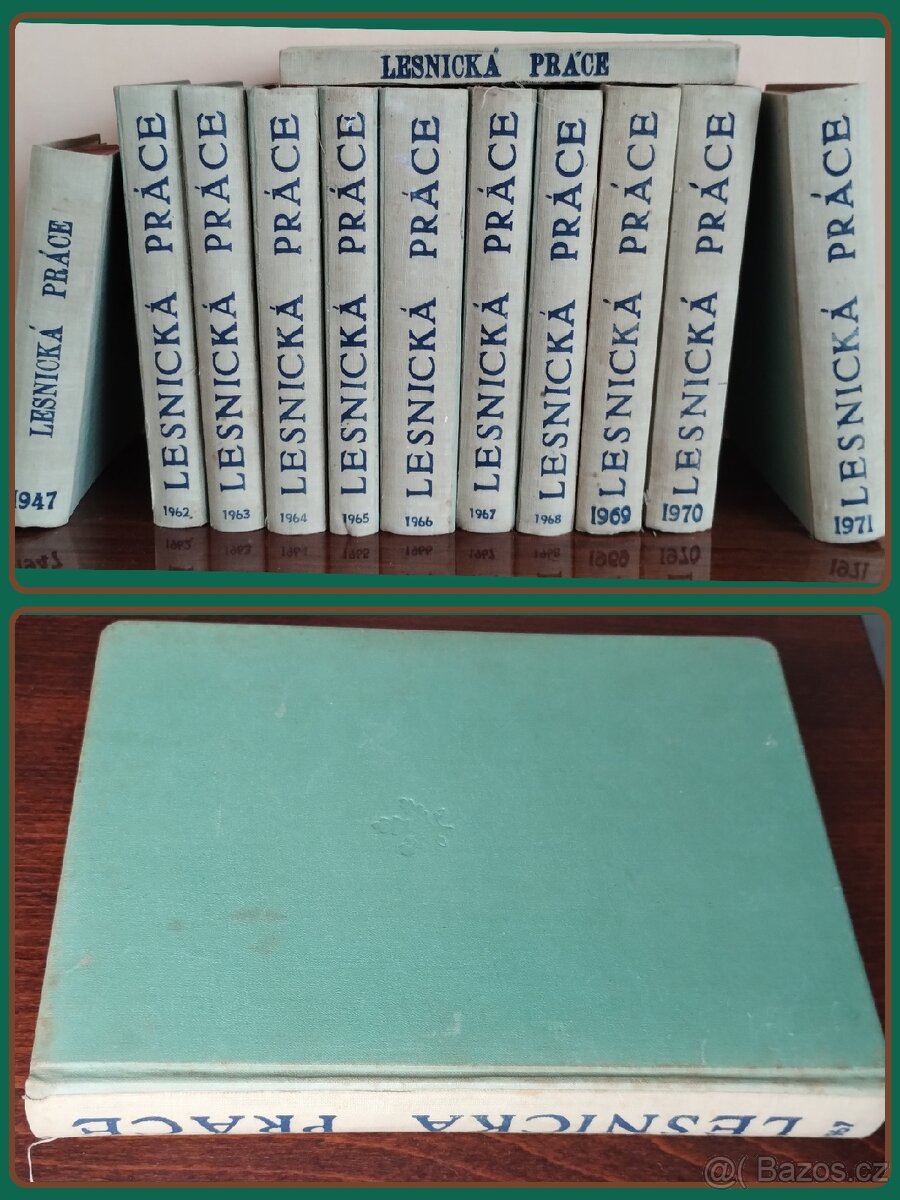 LESNICKÁ PRÁCE
LESNICKÁ PRÁCE
1947
LESNICKÁ PRÁCE
1962
LESNICKÁ PRÁCE
1963
LESNICKÁ PRÁCE
1964
LESNICKÁ PRÁCE
1965
LESNICKÁ PRÁCE
1966
LESNICKÁ PRÁCE
1967
LESNICKÁ PRÁCE
1968
LESNICKÁ PRÁCE
1969
LESNICKÁ PRÁCE
1970
LESNICKÁ PRÁCE
1971
LESNICKÁ PRÁCE
@( Bazos.cz